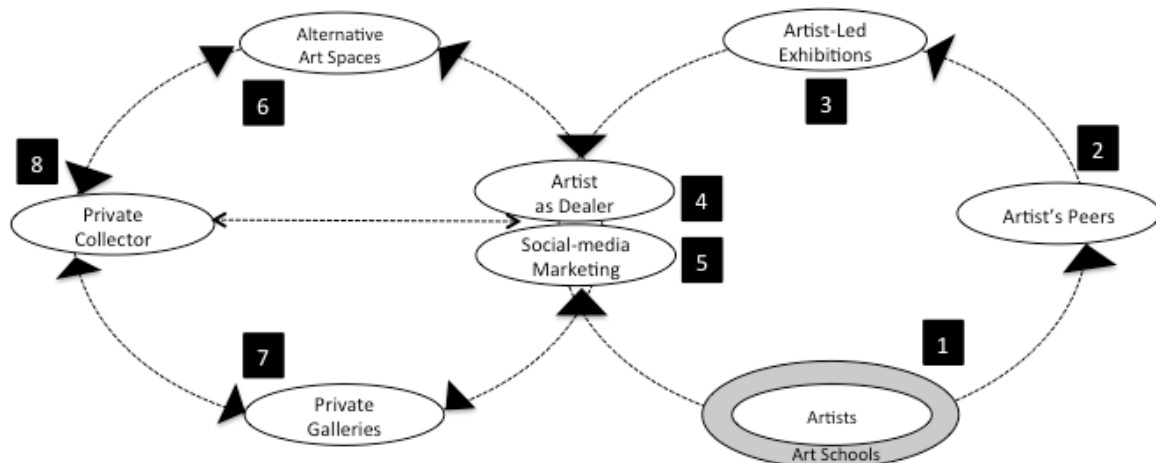 Alternative
Art Spaces
6
Artist-Led
Exhibitions
3
2
8
Private
Collector
Artist
as Dealer
4
Artist's Peers
Social-media
Marketing
5
7
Private
Galleries
1
Artists
Art Schools